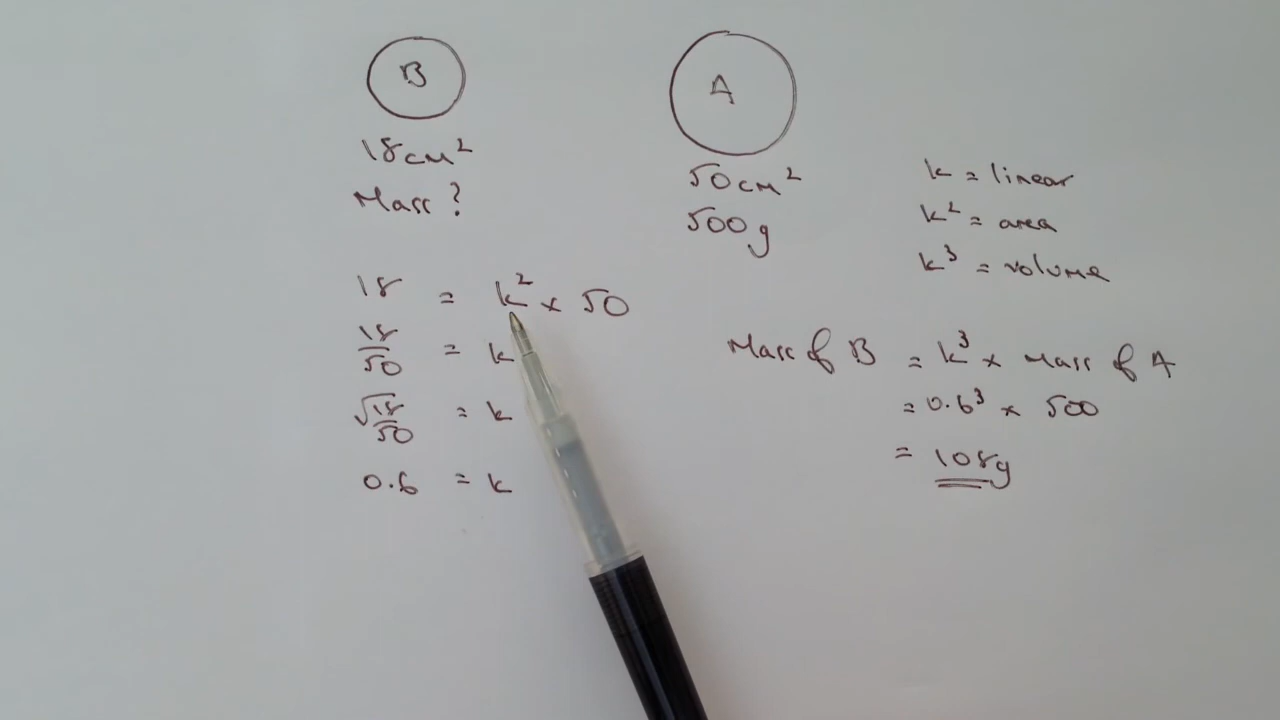 B
18cm²
Mass ?
A
50cm²
500g
k = linear
k² = area
k³ = volume
18 = k² x 50
18/50 = k
√18/50 = k
0.6 = k
Mass of B = k³ x Mass of A
= 0.6³ x 500
= 108g